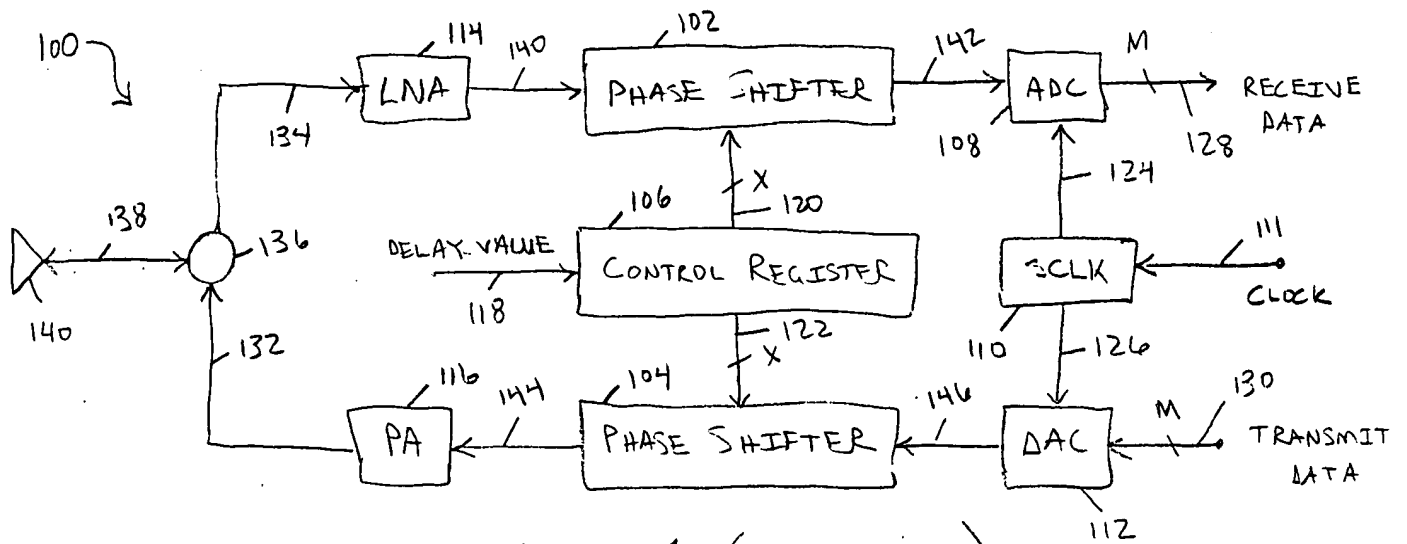 100
114
LNA
140
102
PHASE SHIFTER
142
108
ADC
M
128
RECEIVE
DATA
134
138
136
140
106
DELAY VALUE
118
CONTROL REGISTER
X
120
124
CLK
110
111
CLOCK
122
X
126
132
116
PA
144
104
PHASE SHIFTER
146
DAC
112
M
130
TRANSMIT
DATA